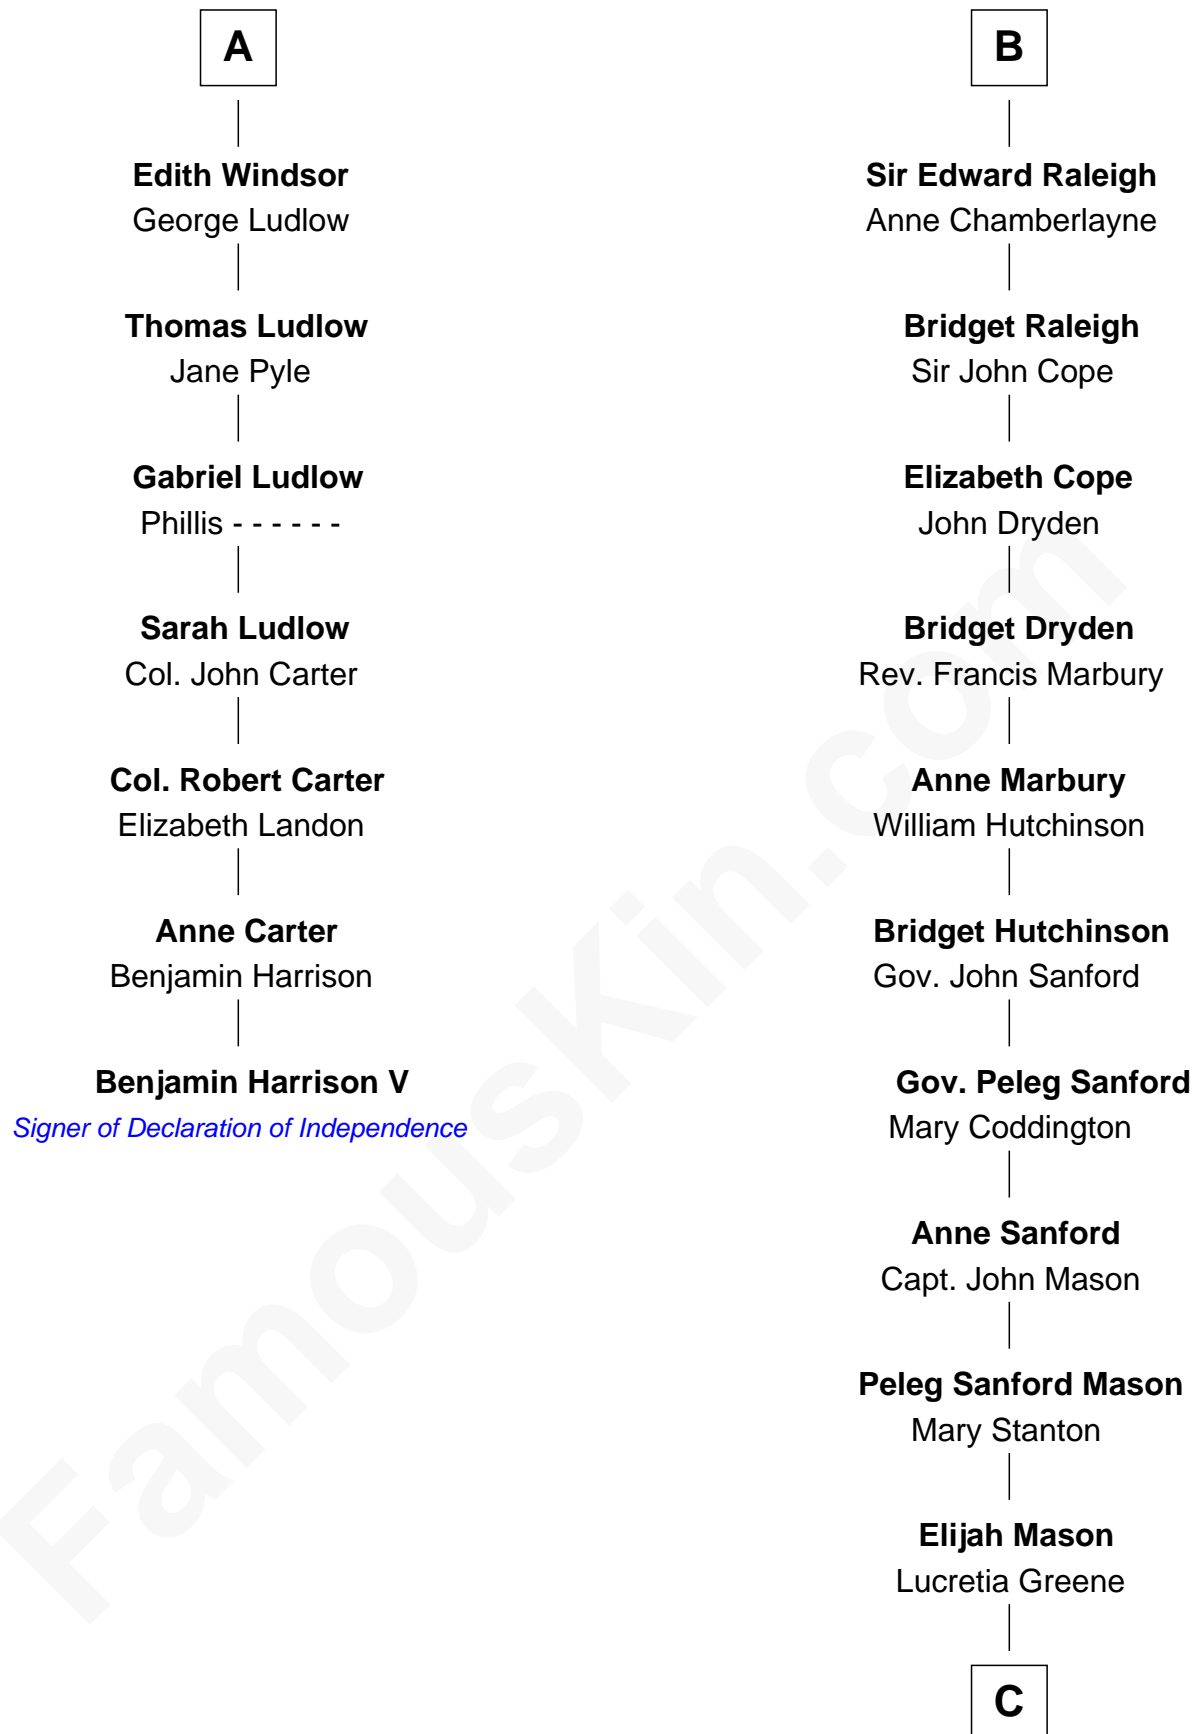 A
Edith Windsor
George Ludlow
Thomas Ludlow
Jane Pyle
Gabriel Ludlow
Phillis - - - - - -
Sarah Ludlow
Col. John Carter
Col. Robert Carter
Elizabeth Landon
Anne Carter
Benjamin Harrison
Benjamin Harrison V
Signer of Declaration of Independence
B
Sir Edward Raleigh
Anne Chamberlayne
Bridget Raleigh
Sir John Cope
Elizabeth Cope
John Dryden
Bridget Dryden
Rev. Francis Marbury
Anne Marbury
William Hutchinson
Bridget Hutchinson
Gov. John Sanford
Gov. Peleg Sanford
Mary Coddington
Anne Sanford
Capt. John Mason
Peleg Sanford Mason
Mary Stanton
Elijah Mason
Lucretia Greene
C
FamousKin.com